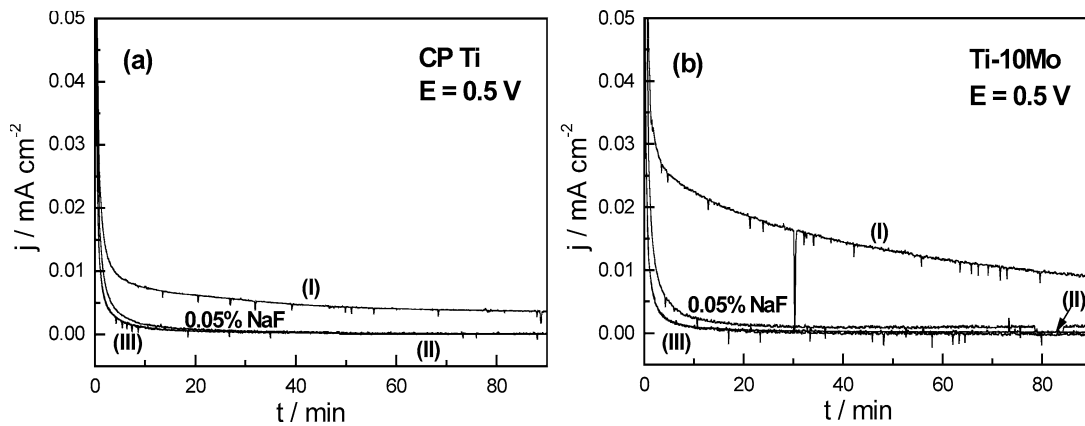 (a)
CP Ti
E = 0.5 V
j / mA cm⁻²
0.05
0.04
0.03
0.02
0.01
0.00
(I)
0.05% NaF
(III)
(II)
0 20 40 60 80
t / min
(b)
Ti-10Mo
E = 0.5 V
j / mA cm⁻²
0.05
0.04
0.03
0.02
0.01
0.00
(I)
(II)
0.05% NaF
(III)
0 20 40 60 80
t / min